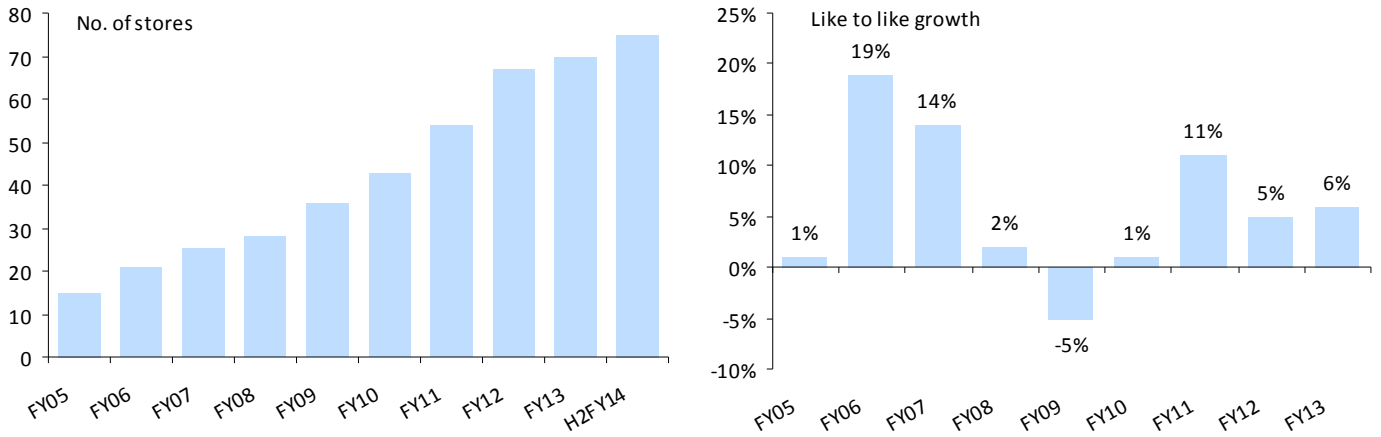 No. of stores
80
70
60
50
40
30
20
10
0
FY05
FY06
FY07
FY08
FY09
FY10
FY11
FY12
FY13
H2FY14
Like to like growth
25%
20%
15%
10%
5%
0%
-5%
-10%
1%
19%
14%
2%
-5%
1%
11%
5%
6%
FY05
FY06
FY07
FY08
FY09
FY10
FY11
FY12
FY13